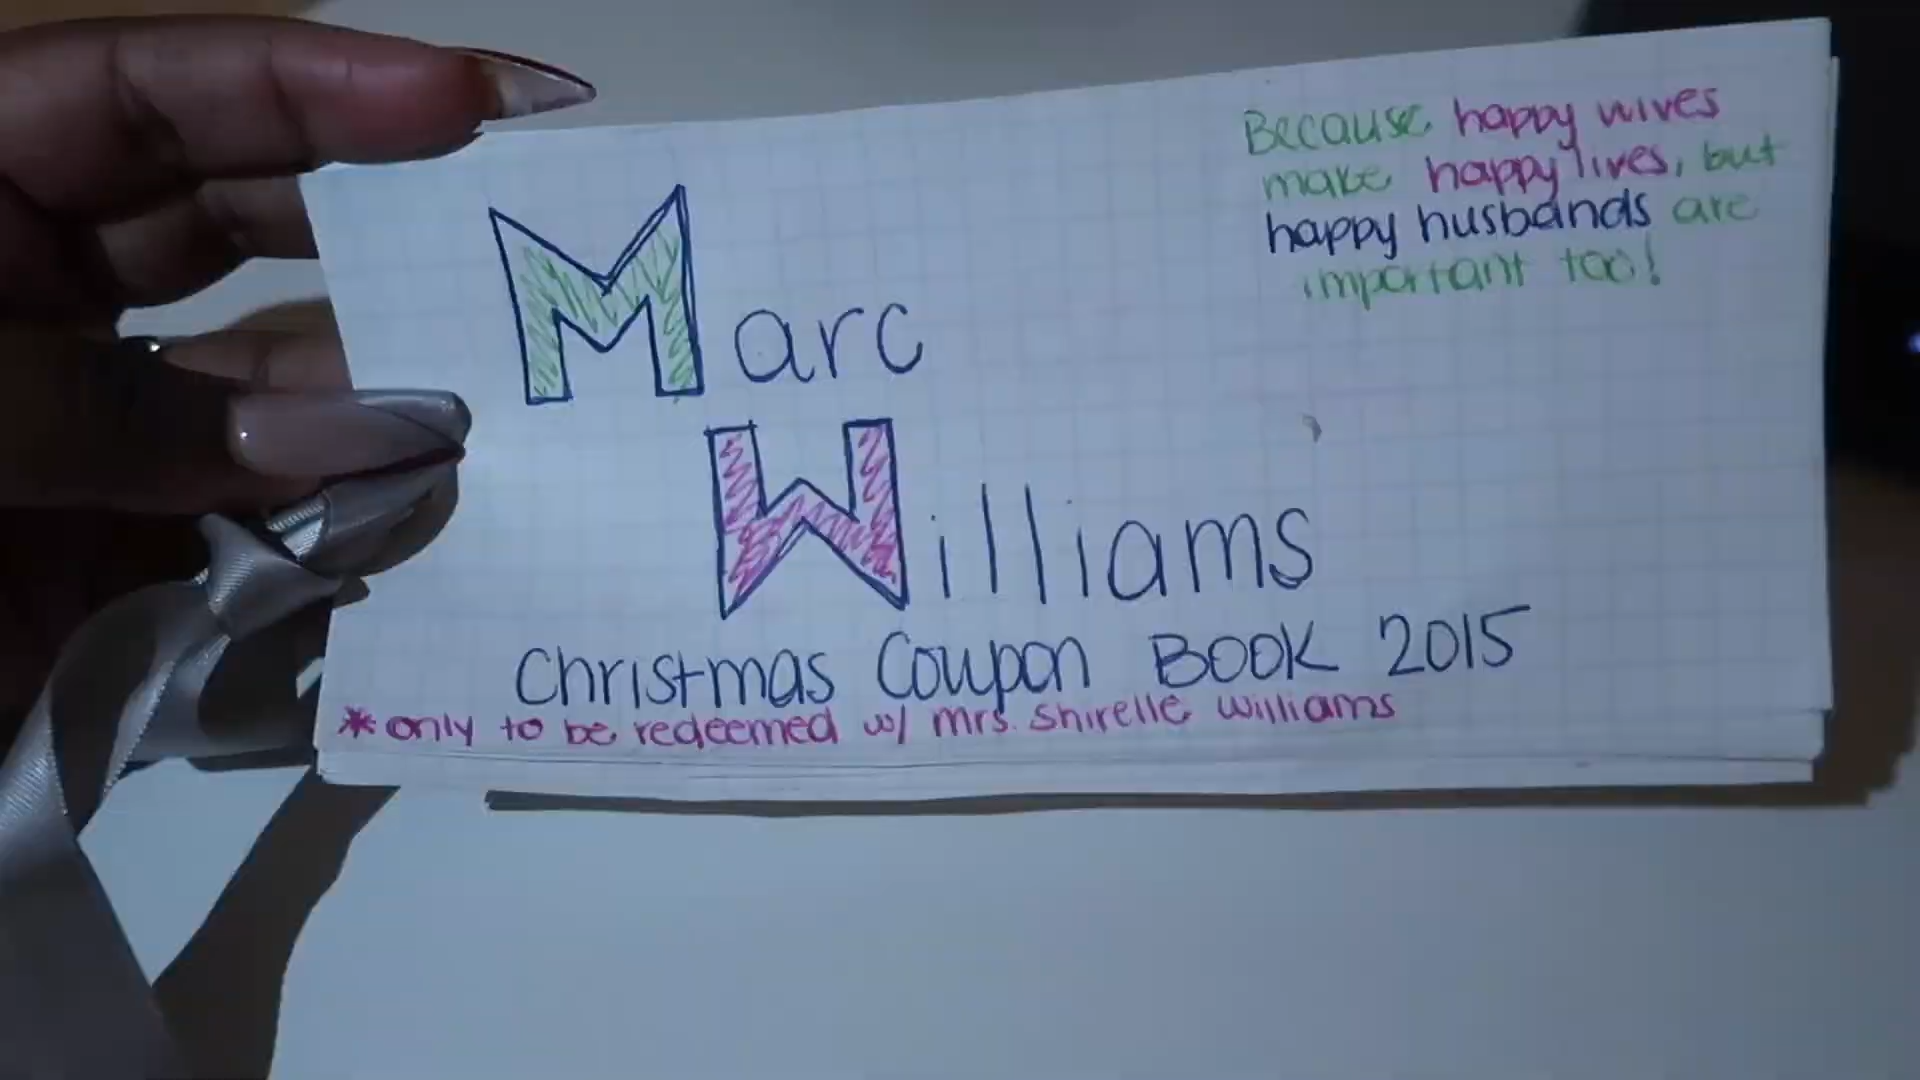 Because happy wives
make happy lives, but
happy husbands are
important too!
Marc
Williams
Christmas Coupon BOOK 2015
*only to be redeemed w/ mrs. shirelle williams